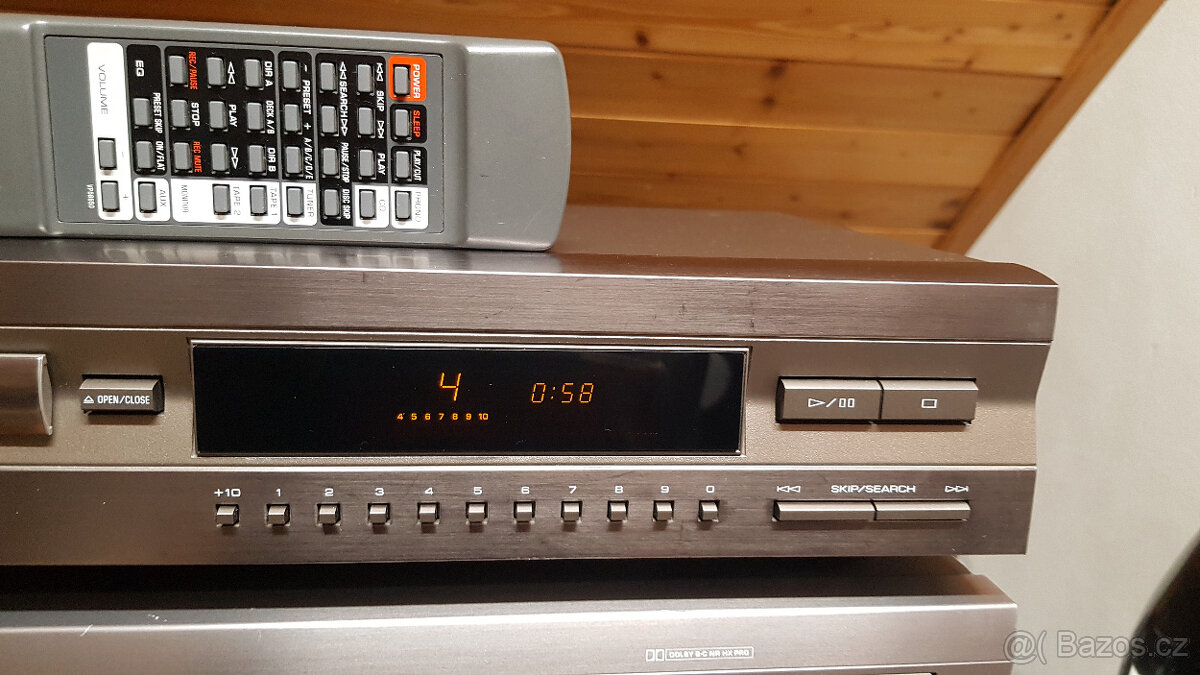 POWER SLEEP PLAY/CUT PHONO
SKIP PLAY CD
SEARCH PAUSE/STOP DISC SKIP
- PRESET + A/B/C/D/E TUNER
DIR A DECK A/B DIR B TAPE 1
PLAY TAPE 2
REC/PAUSE STOP REC MUTE MONITOR
EQ PRESET SKIP ON/FLAT AUX
VOLUME - +
OPEN/CLOSE
4 0:58
4 5 6 7 8 9 10
+10 1 2 3 4 5 6 7 8 9 0
SKIP/SEARCH
DOLBY B-C NR HX PRO
@( Bazos.cz